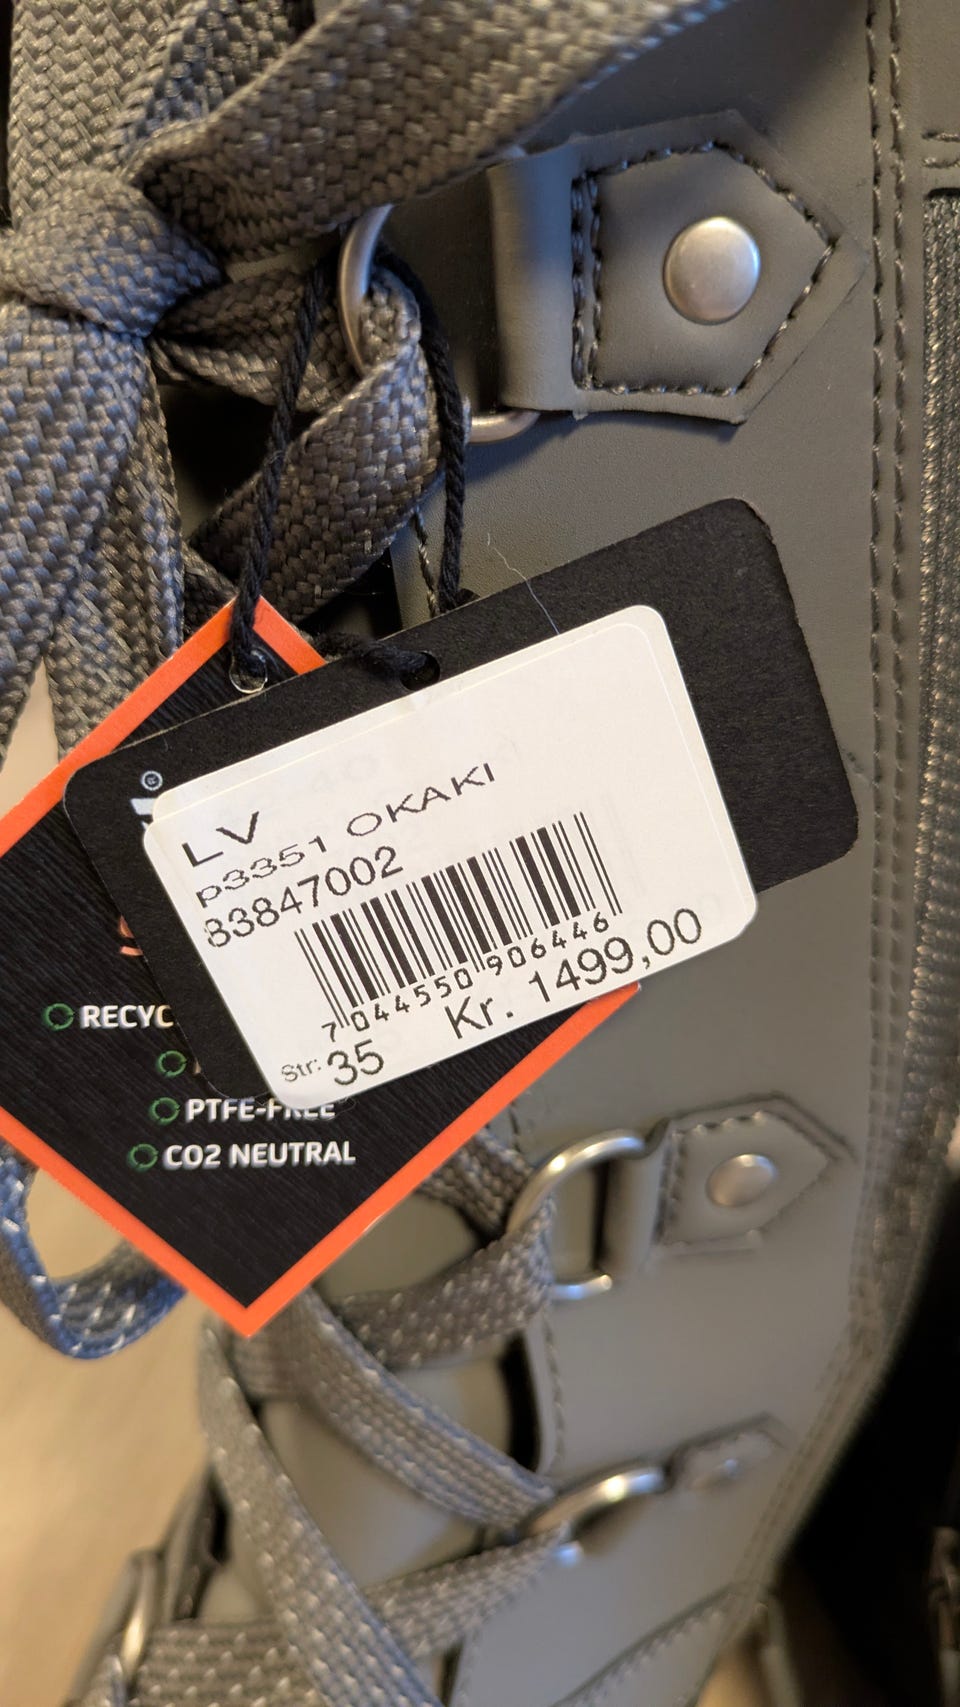 ®
LV
p3351 OKAKI
83847002
7 044550 906446
Kr. 1499,00
Str: 35
RECYC
PTFE-FREE
CO2 NEUTRAL